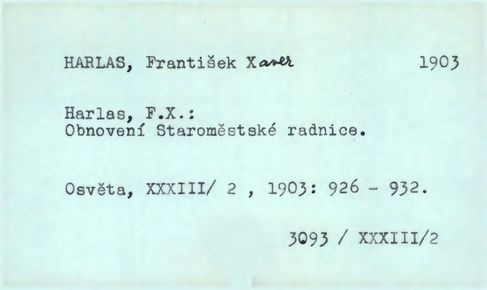 HARLAS, František Xaver 1903
Harlas, F.X.:
Obnovení Staroměstské radnice.
Osvěta, XXXIII/ 2 , 1903: 926 - 932.
3093 / XXXIII/2